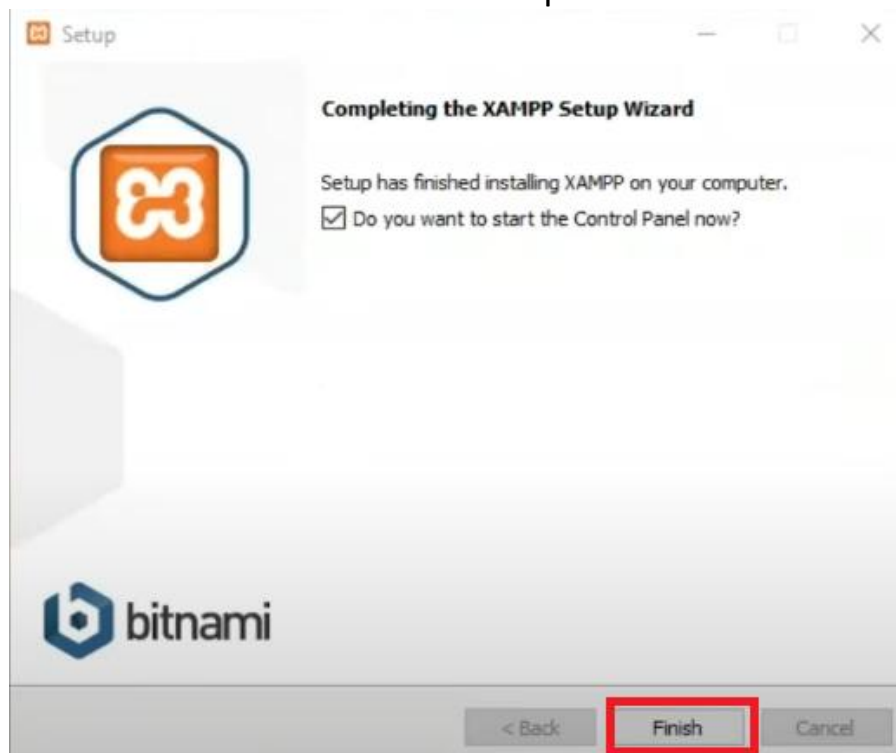 Setup
Completing the XAMPP Setup Wizard
Setup has finished installing XAMPP on your computer.
Do you want to start the Control Panel now?
bitnami
< Back
Finish
Cancel